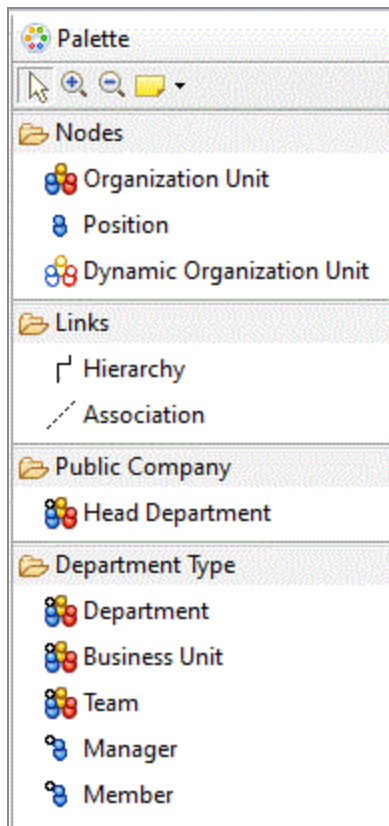 Palette
Nodes
Organization Unit
Position
Dynamic Organization Unit
Links
Hierarchy
Association
Public Company
Head Department
Department Type
Department
Business Unit
Team
Manager
Member